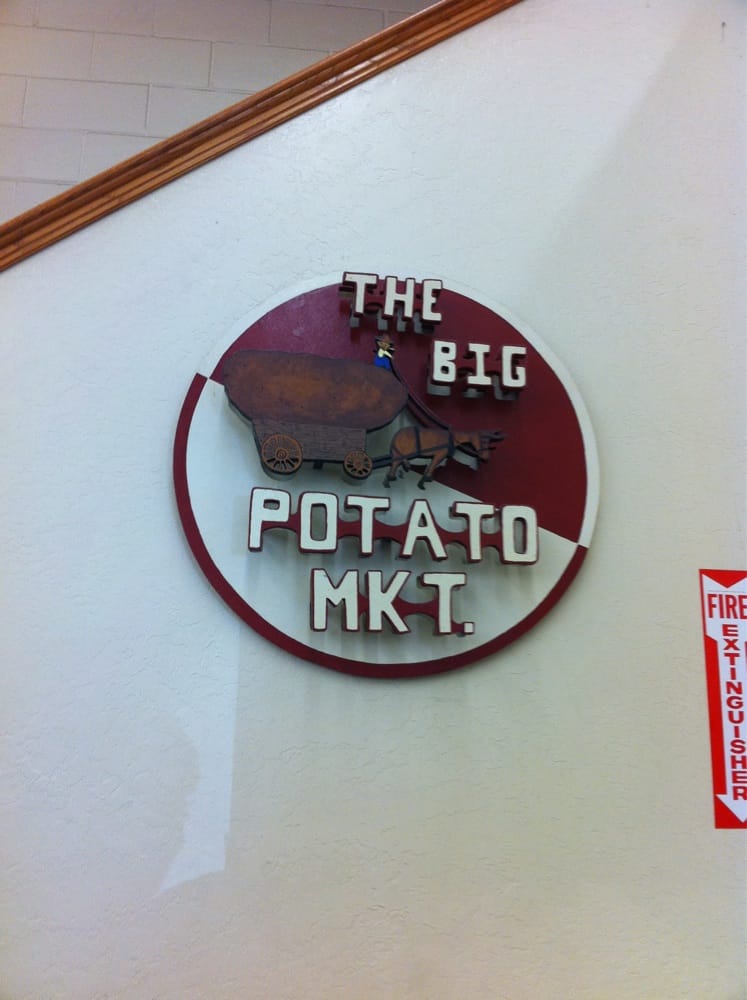 THE
BIG
POTATO
MKT.
FIRE
EXTINGUISHER